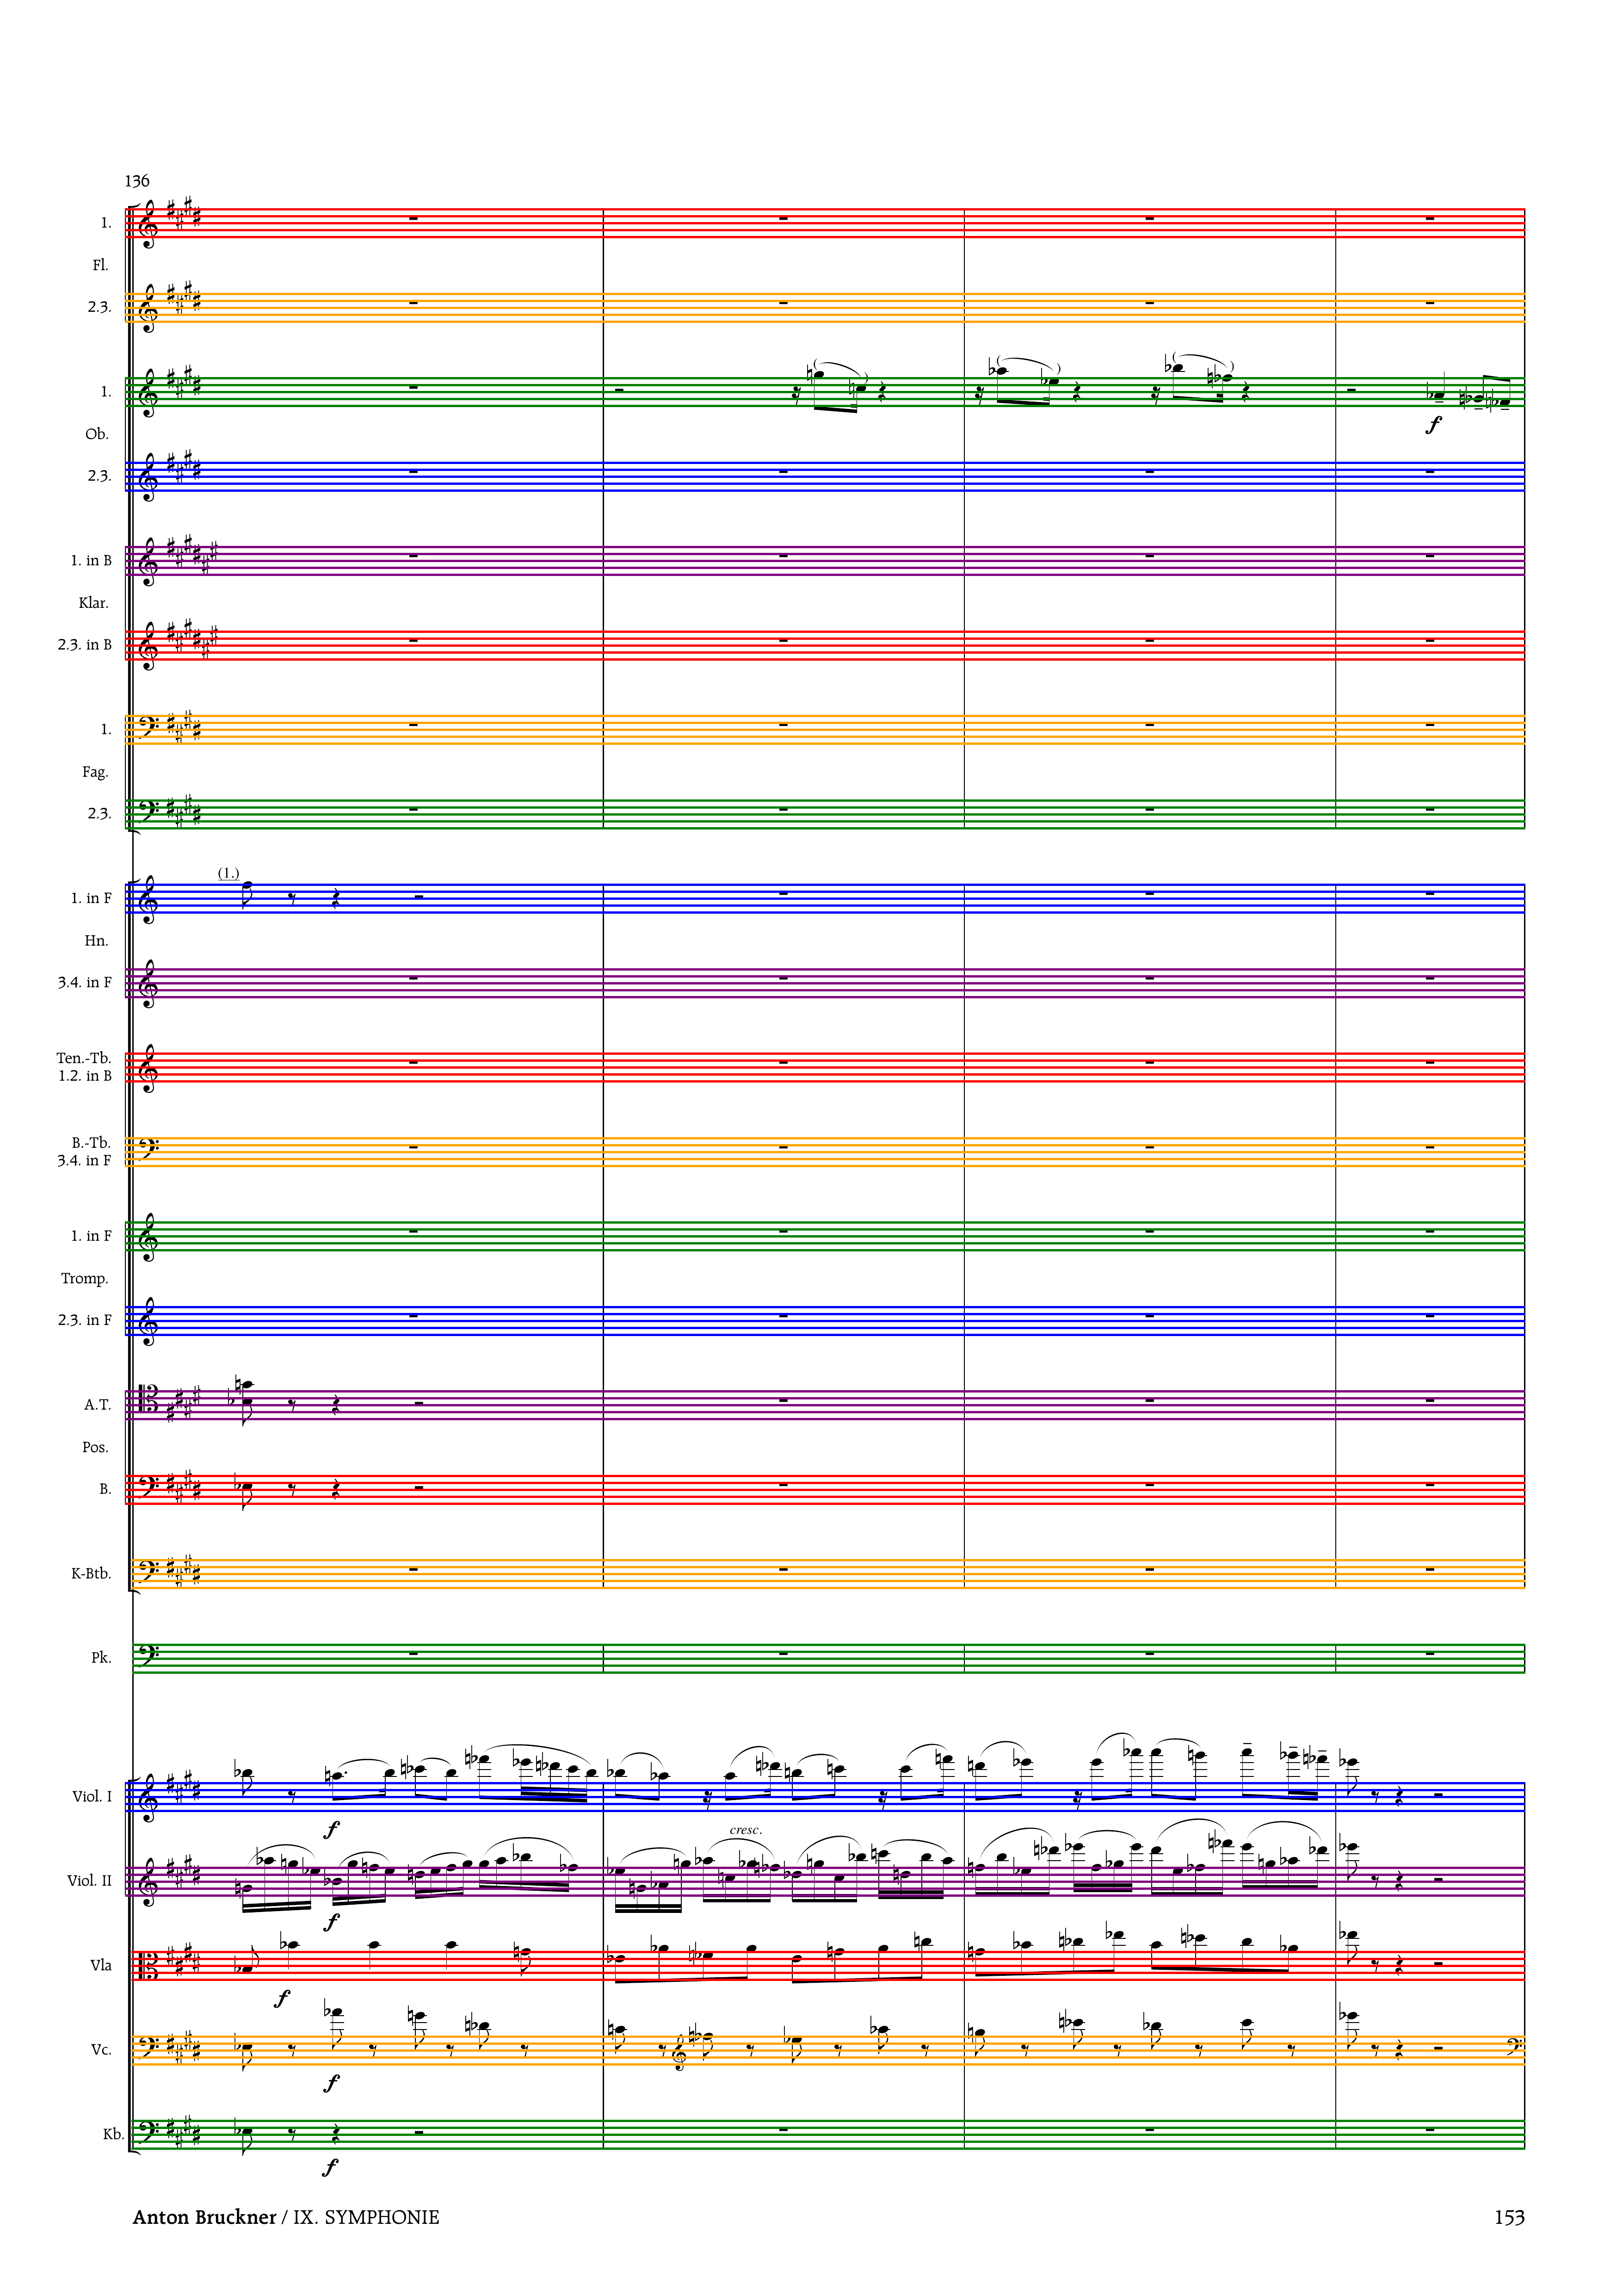 136
1.
Fl.
2.3.
1.
Ob.
f
2.3.
1. in B
Klar.
2.3. in B
1.
Fag.
2.3.
(1.)
1. in F
Hn.
3.4. in F
Ten.-Tb.
1.2. in B
B.-Tb.
3.4. in F
1. in F
Tromp.
2.3. in F
A.T.
Pos.
B.
K-Btb.
Pk.
Viol. I
f
cresc.
Viol. II
f
Vla
f
Vc.
f
Kb.
f
Anton Bruckner / IX. SYMPHONIE
153